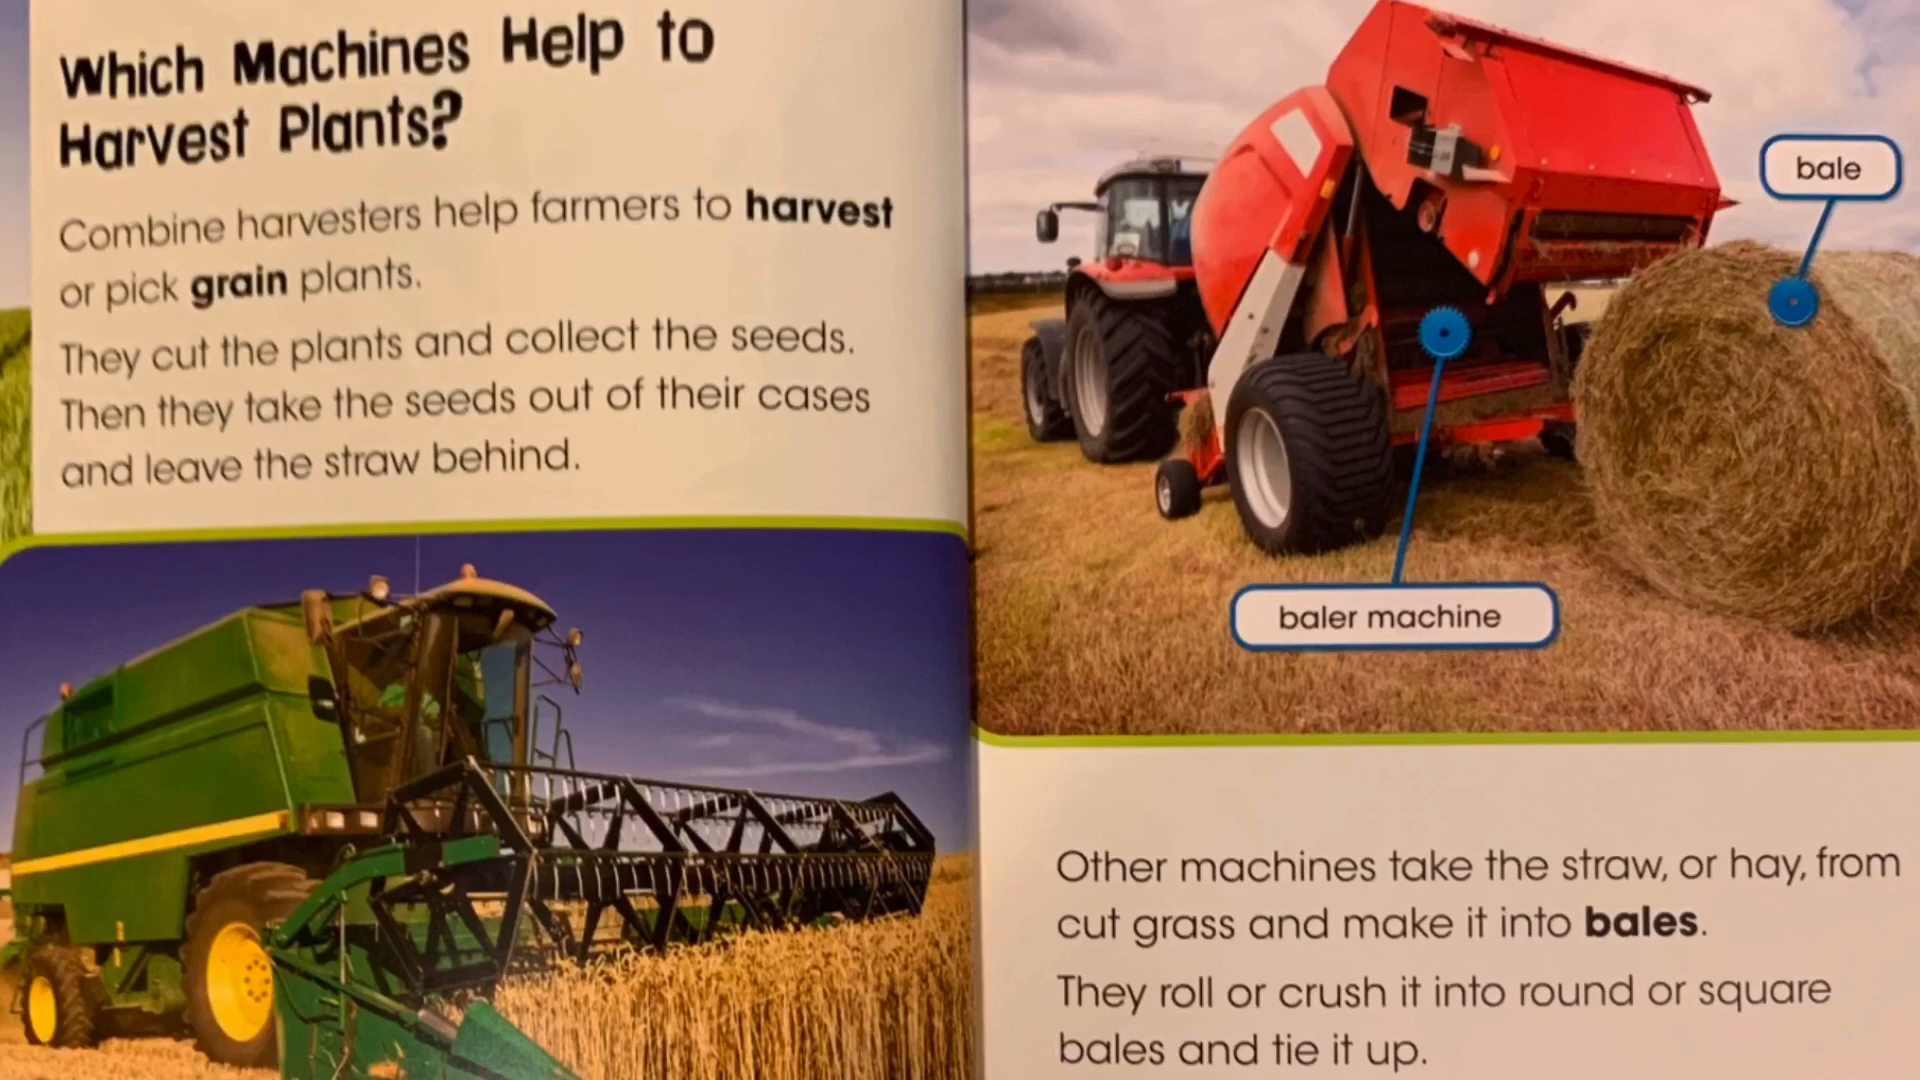 Which Machines Help to
Harvest Plants?
Combine harvesters help farmers to harvest
or pick grain plants.
They cut the plants and collect the seeds.
Then they take the seeds out of their cases
and leave the straw behind.
bale
baler machine
Other machines take the straw, or hay, from
cut grass and make it into bales.
They roll or crush it into round or square
bales and tie it up.